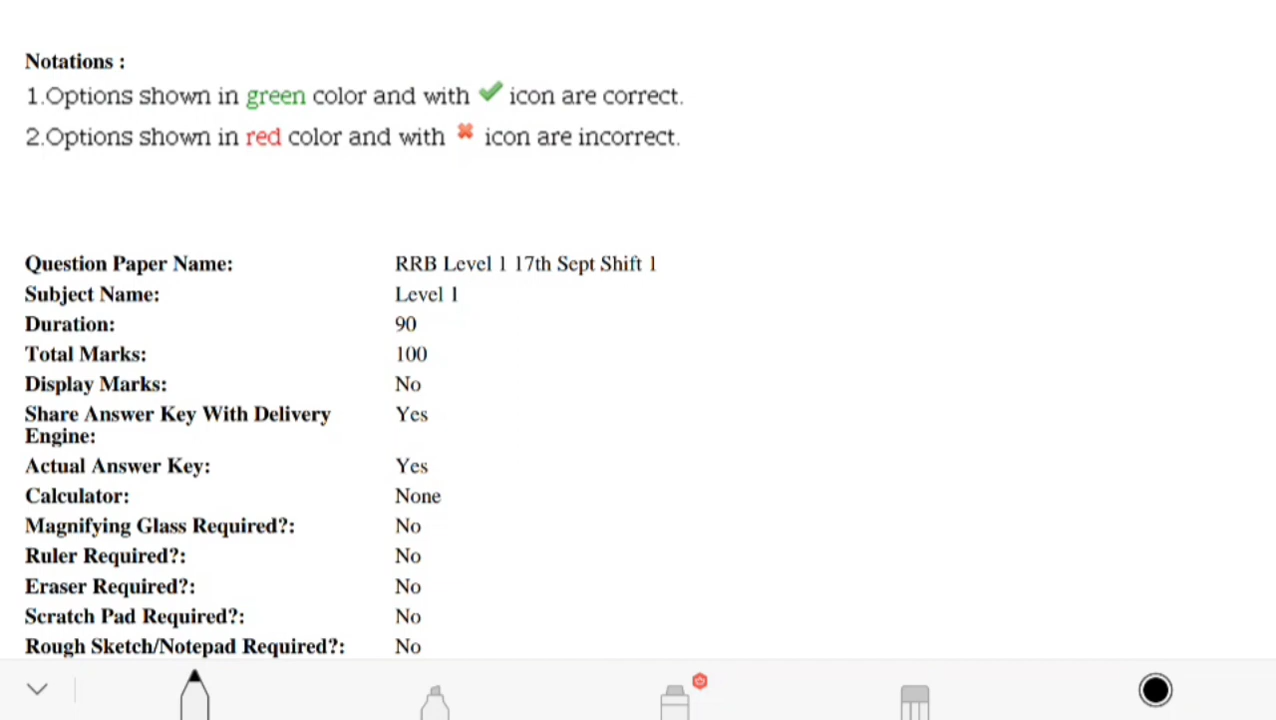 Notations :
1.Options shown in green color and with ✔ icon are correct.
2.Options shown in red color and with ✖ icon are incorrect.
Question Paper Name: RRB Level 1 17th Sept Shift 1
Subject Name: Level 1
Duration: 90
Total Marks: 100
Display Marks: No
Share Answer Key With Delivery Yes
Engine:
Actual Answer Key: Yes
Calculator: None
Magnifying Glass Required?: No
Ruler Required?: No
Eraser Required?: No
Scratch Pad Required?: No
Rough Sketch/Notepad Required?: No